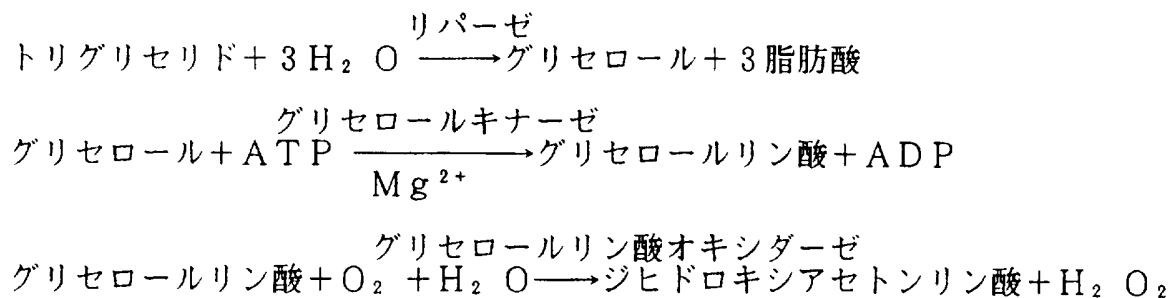 リパーゼ
トリグリセリド+3H₂O⟶グリセロール+3脂肪酸
グリセロールキナーゼ
グリセロール+ATP⟶グリセロールリン酸+ADP
Mg²⁺
グリセロールリン酸オキシダーゼ
グリセロールリン酸+O₂+H₂O⟶ジヒドロキシアセトンリン酸+H₂O₂